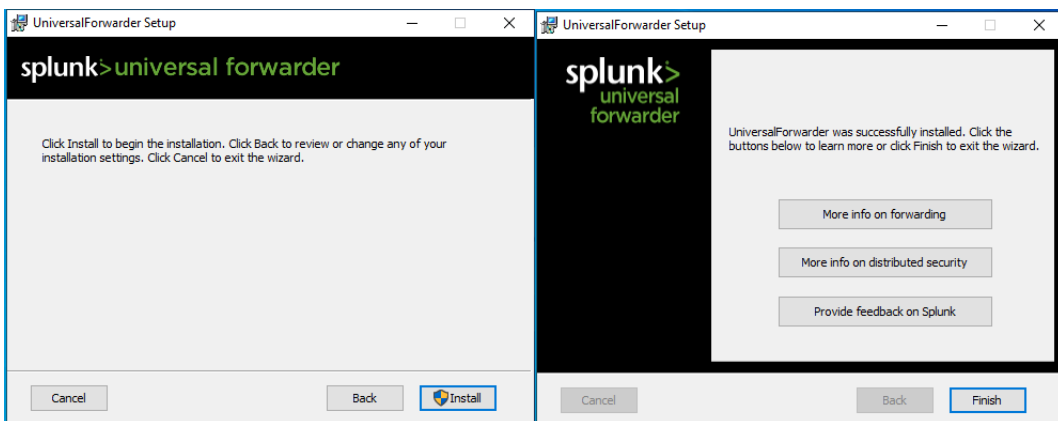 UniversalForwarder Setup
splunk>universal forwarder
Click Install to begin the installation. Click Back to review or change any of your
installation settings. Click Cancel to exit the wizard.
Cancel
Back
Install
UniversalForwarder Setup
splunk>
universal
forwarder
UniversalForwarder was successfully installed. Click the
buttons below to learn more or click Finish to exit the wizard.
More info on forwarding
More info on distributed security
Provide feedback on Splunk
Cancel
Back
Finish